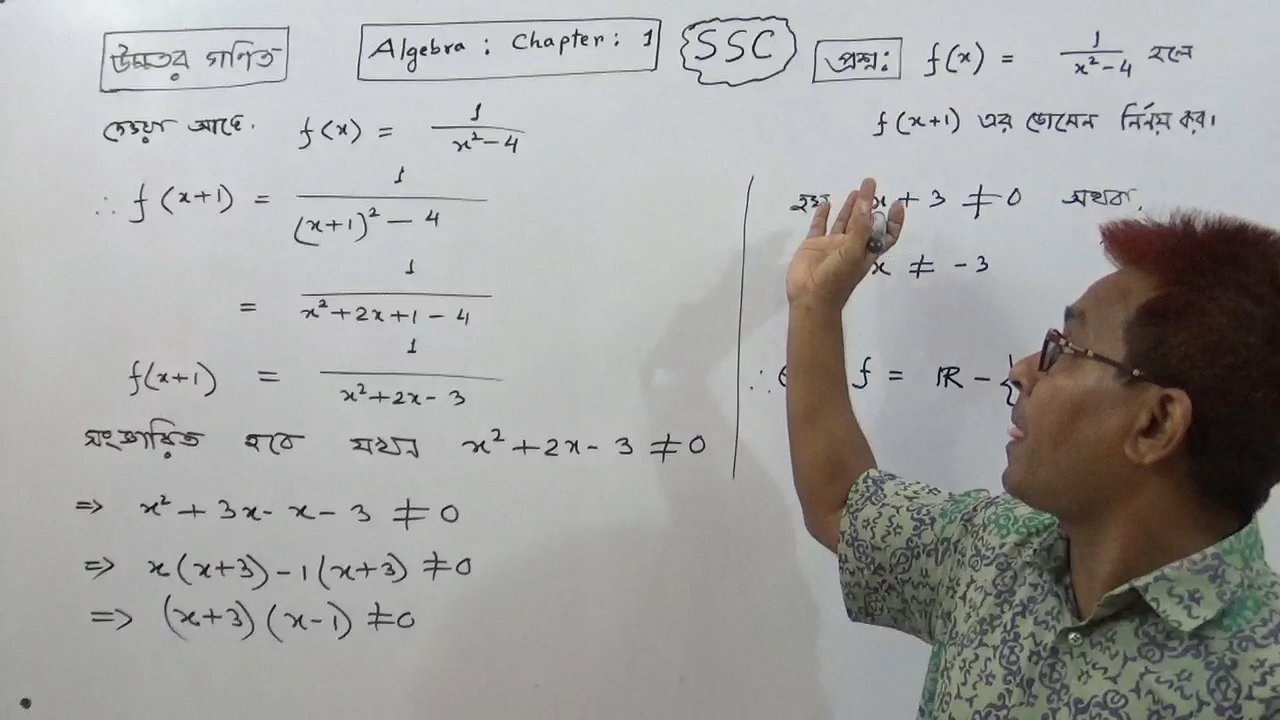 উচ্চতর গণিত
Algebra : Chapter : 1
SSC
প্রশ্ন: f(x) = 1/(x² - 4) হলে
f(x+1) এর ডোমেন নির্নয় কর।
দেওয়া আছে, f(x) = 1/(x² - 4)
∴ f(x+1) = 1/((x+1)² - 4)
= 1/(x² + 2x + 1 - 4)
f(x+1) = 1/(x² + 2x - 3)
সংজ্ঞায়িত হবে যখন x² + 2x - 3 ≠ 0
=> x² + 3x - x - 3 ≠ 0
=> x(x+3) - 1(x+3) ≠ 0
=> (x+3)(x-1) ≠ 0
হয় x + 3 ≠ 0 অথবা,
x ≠ -3
∴ f = ℝ - {